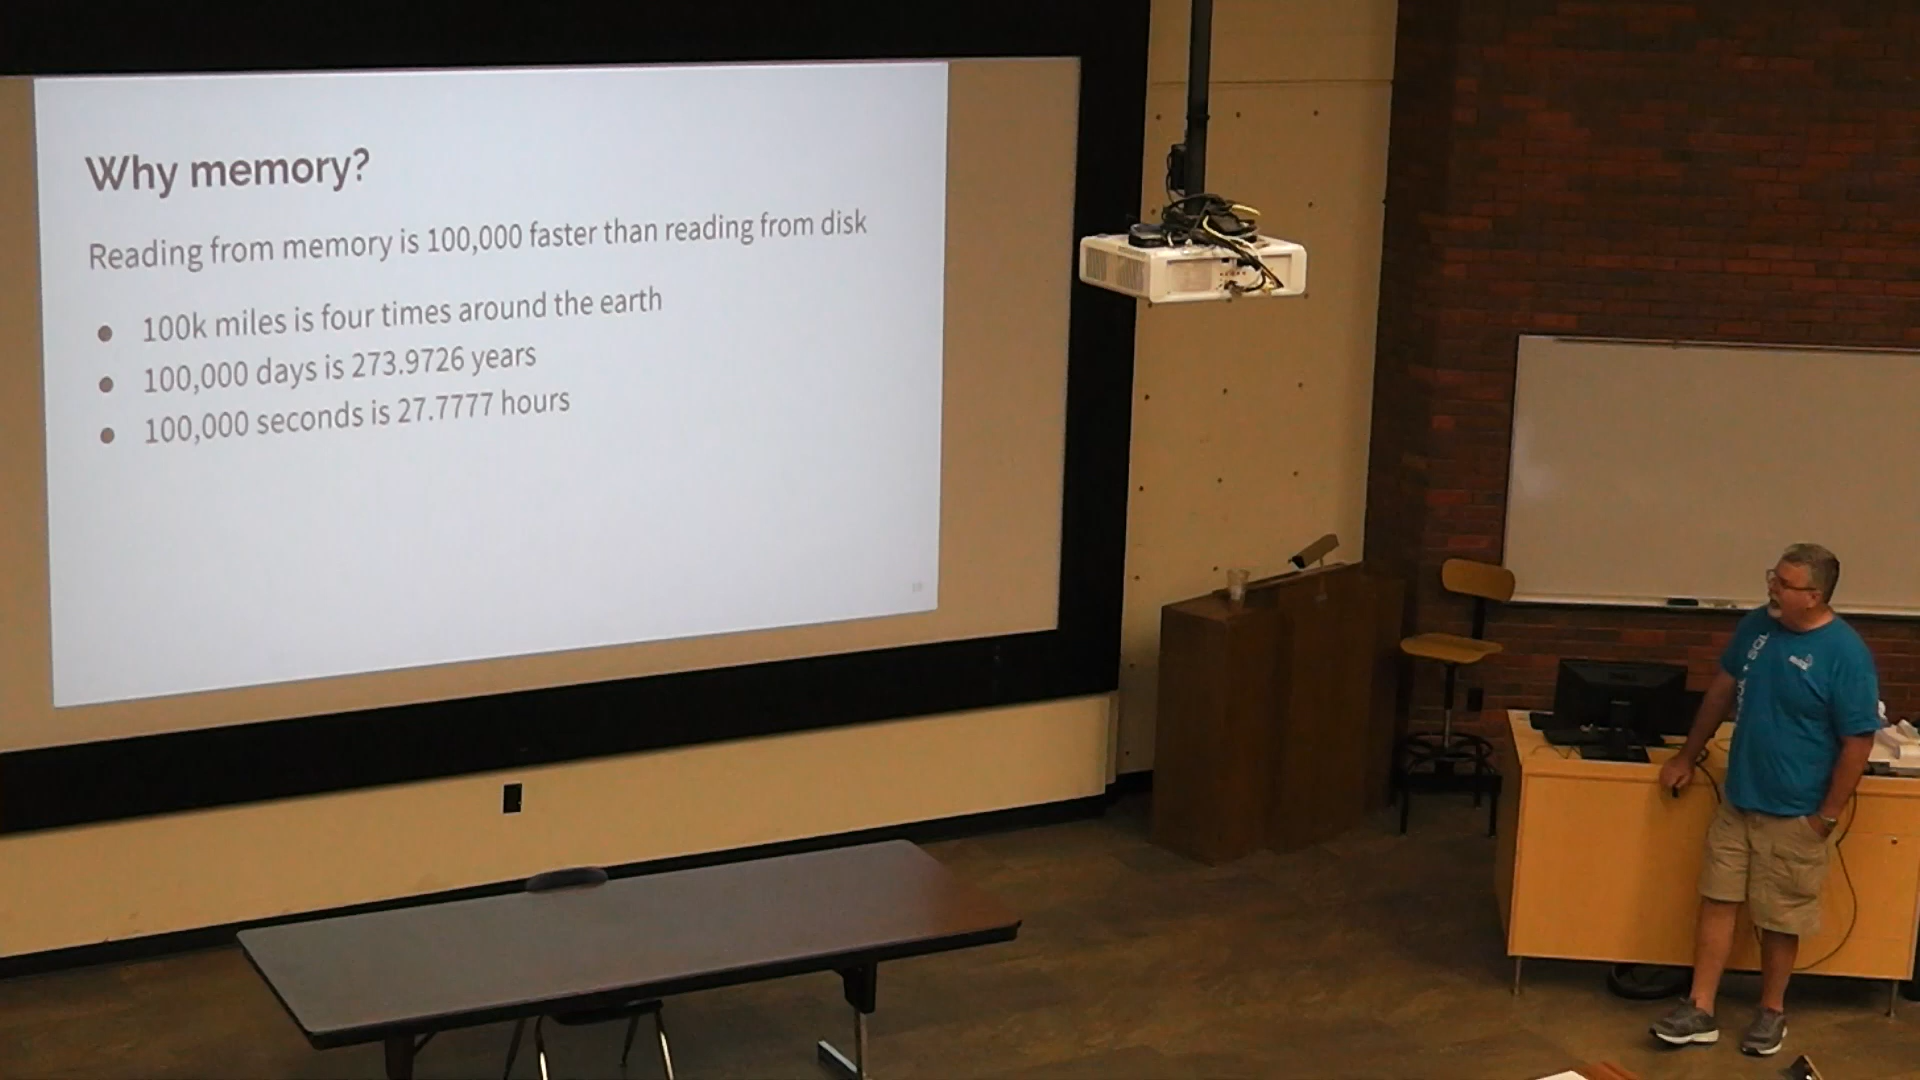 Why memory?
Reading from memory is 100,000 faster than reading from disk
● 100k miles is four times around the earth
● 100,000 days is 273.9726 years
● 100,000 seconds is 27.7777 hours